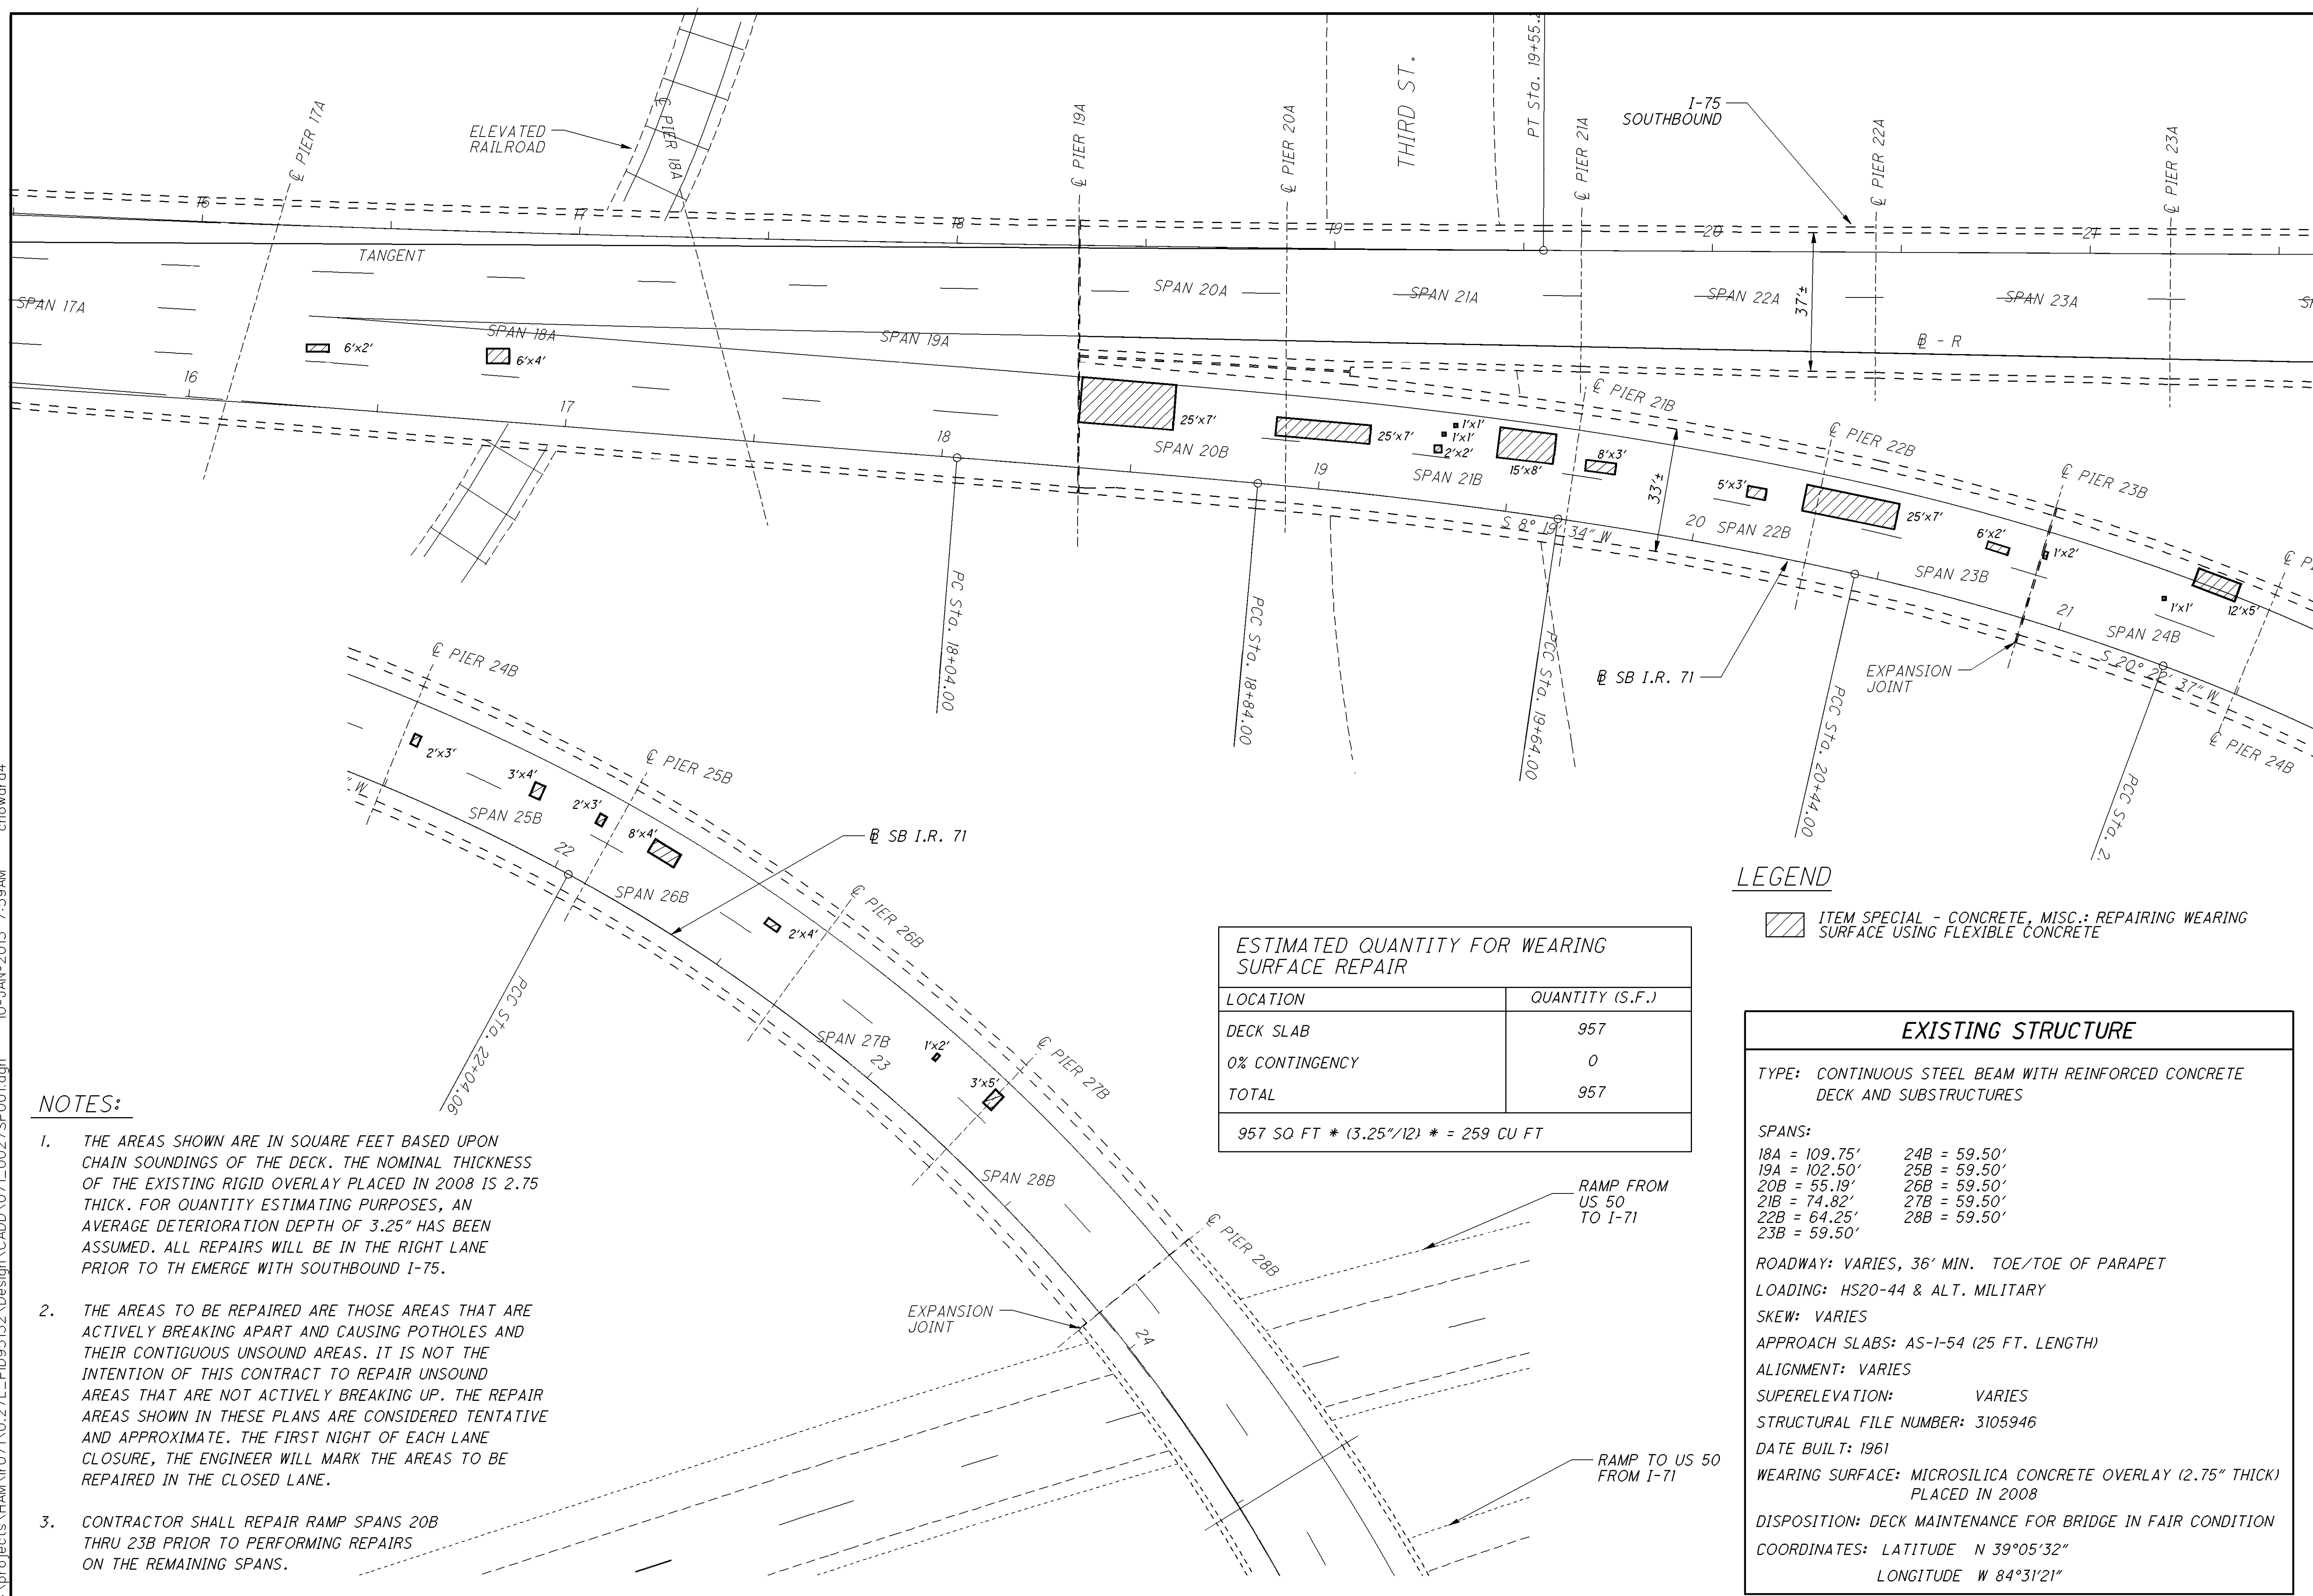 ℄ PIER 17A
ELEVATED
RAILROAD
℄ PIER 18A
℄ PIER 19A
℄ PIER 20A
THIRD ST.
PT Sta. 19+55.
℄ PIER 21A
I-75
SOUTHBOUND
℄ PIER 22A
℄ PIER 23A
16
17
18
19
20
21
TANGENT
SPAN 17A
SPAN 18A
SPAN 19A
SPAN 20A
SPAN 21A
SPAN 22A
SPAN 23A
37'±
℄ - R
6'x2'
6'x4'
16
17
18
25'x7'
SPAN 20B
25'x7'
19
1'x1'
1'x1'
2'x2'
SPAN 21B
15'x8'
8'x3'
℄ PIER 21B
33'±
S 8° 19' 34" W
5'x3'
20
SPAN 22B
℄ PIER 22B
25'x7'
SPAN 23B
6'x2'
1'x2'
℄ PIER 23B
21
1'x1'
12'x5'
SPAN 24B
S 20° 22' 37" W
℄ PIER 24B
PC Sta. 18+04.00
PCC Sta. 18+84.00
PCC Sta. 19+64.00
℄ SB I.R. 71
PCC Sta. 20+44.00
EXPANSION
JOINT
PCC Sta. 2
℄ PIER 24B
" W
2'x3'
3'x4'
SPAN 25B
2'x3'
℄ PIER 25B
8'x4'
22
SPAN 26B
℄ SB I.R. 71
2'x4'
℄ PIER 26B
PCC Sta. 22+04.06
SPAN 27B
23
1'x2'
3'x5'
℄ PIER 27B
SPAN 28B
℄ PIER 28B
EXPANSION
JOINT
24
RAMP FROM
US 50
TO I-71
RAMP TO US 50
FROM I-71
LEGEND
ITEM SPECIAL - CONCRETE, MISC.: REPAIRING WEARING
SURFACE USING FLEXIBLE CONCRETE
ESTIMATED QUANTITY FOR WEARING
SURFACE REPAIR
LOCATION QUANTITY (S.F.)
DECK SLAB 957
0% CONTINGENCY 0
TOTAL 957
957 SQ FT * (3.25"/12) * = 259 CU FT
EXISTING STRUCTURE
TYPE: CONTINUOUS STEEL BEAM WITH REINFORCED CONCRETE
DECK AND SUBSTRUCTURES
SPANS:
18A = 109.75' 24B = 59.50'
19A = 102.50' 25B = 59.50'
20B = 55.19' 26B = 59.50'
21B = 74.82' 27B = 59.50'
22B = 64.25' 28B = 59.50'
23B = 59.50'
ROADWAY: VARIES, 36' MIN. TOE/TOE OF PARAPET
LOADING: HS20-44 & ALT. MILITARY
SKEW: VARIES
APPROACH SLABS: AS-1-54 (25 FT. LENGTH)
ALIGNMENT: VARIES
SUPERELEVATION: VARIES
STRUCTURAL FILE NUMBER: 3105946
DATE BUILT: 1961
WEARING SURFACE: MICROSILICA CONCRETE OVERLAY (2.75" THICK)
PLACED IN 2008
DISPOSITION: DECK MAINTENANCE FOR BRIDGE IN FAIR CONDITION
COORDINATES: LATITUDE N 39°05'32"
LONGITUDE W 84°31'21"
NOTES:
1. THE AREAS SHOWN ARE IN SQUARE FEET BASED UPON
CHAIN SOUNDINGS OF THE DECK. THE NOMINAL THICKNESS
OF THE EXISTING RIGID OVERLAY PLACED IN 2008 IS 2.75
THICK. FOR QUANTITY ESTIMATING PURPOSES, AN
AVERAGE DETERIORATION DEPTH OF 3.25" HAS BEEN
ASSUMED. ALL REPAIRS WILL BE IN THE RIGHT LANE
PRIOR TO TH EMERGE WITH SOUTHBOUND I-75.
2. THE AREAS TO BE REPAIRED ARE THOSE AREAS THAT ARE
ACTIVELY BREAKING APART AND CAUSING POTHOLES AND
THEIR CONTIGUOUS UNSOUND AREAS. IT IS NOT THE
INTENTION OF THIS CONTRACT TO REPAIR UNSOUND
AREAS THAT ARE NOT ACTIVELY BREAKING UP. THE REPAIR
AREAS SHOWN IN THESE PLANS ARE CONSIDERED TENTATIVE
AND APPROXIMATE. THE FIRST NIGHT OF EACH LANE
CLOSURE, THE ENGINEER WILL MARK THE AREAS TO BE
REPAIRED IN THE CLOSED LANE.
3. CONTRACTOR SHALL REPAIR RAMP SPANS 20B
THRU 23B PRIOR TO PERFORMING REPAIRS
ON THE REMAINING SPANS.